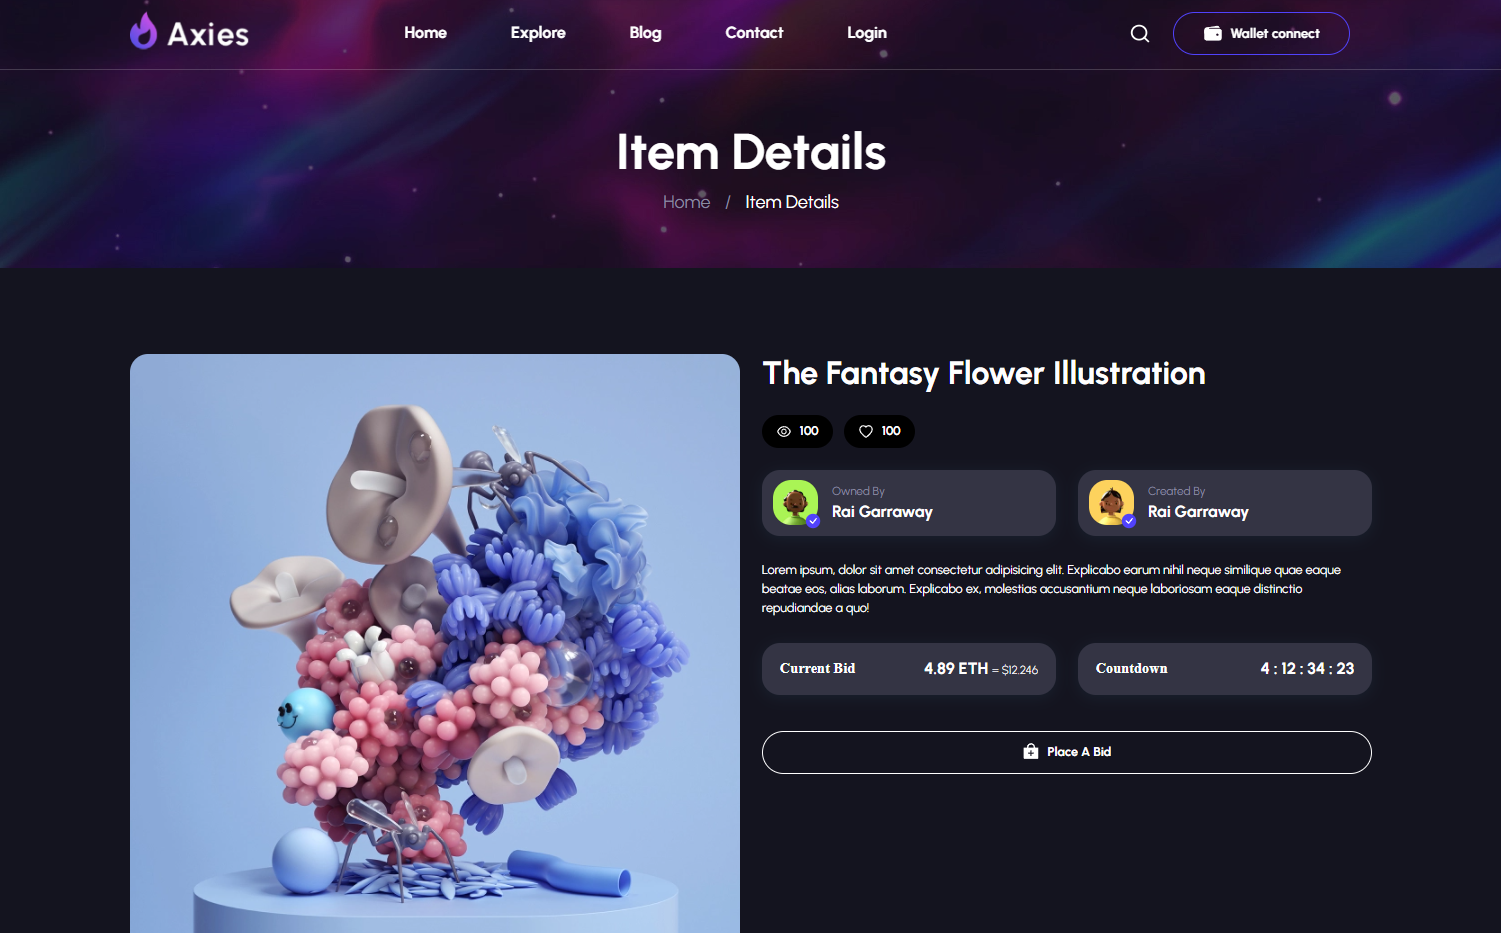 Axies
Home
Explore
Blog
Contact
Login
Wallet connect
Item Details
Home / Item Details
The Fantasy Flower Illustration
100
100
Owned By
Rai Garraway
Created By
Rai Garraway
Lorem ipsum, dolor sit amet consectetur adipisicing elit. Explicabo earum nihil neque similique quae eaque
beatae eos, alias laborum. Explicabo ex, molestias accusantium neque laboriosam eaque distinctio
repudiandae a quo!
Current Bid
4.89 ETH = $12.246
Countdown
4 : 12 : 34 : 23
Place A Bid